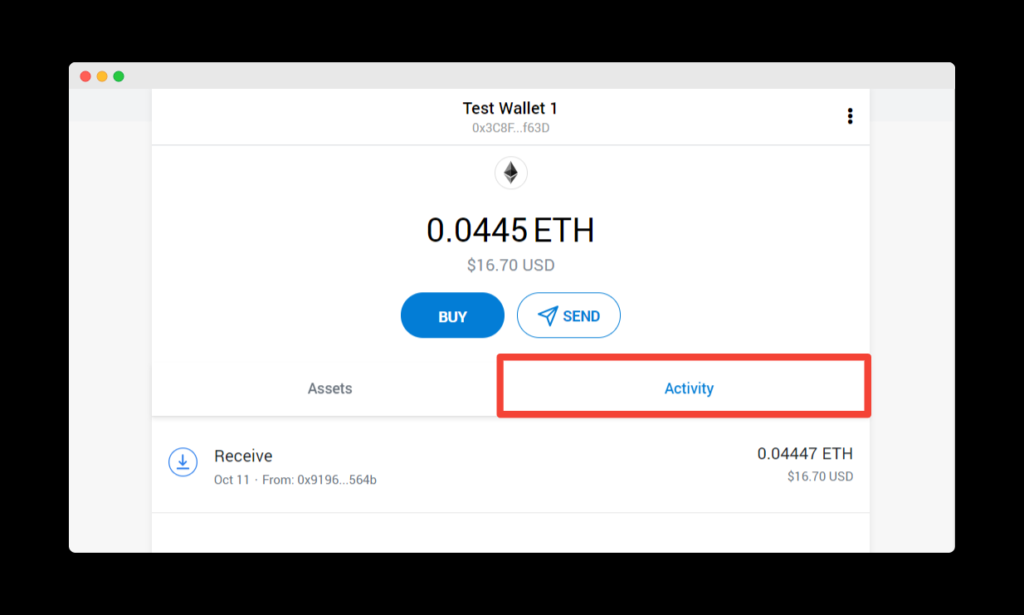 Test Wallet 1
0x3C8F...f63D
0.0445 ETH
$16.70 USD
BUY
SEND
Assets
Activity
Receive
0.04447 ETH
Oct 11 · From: 0x9196...564b
$16.70 USD